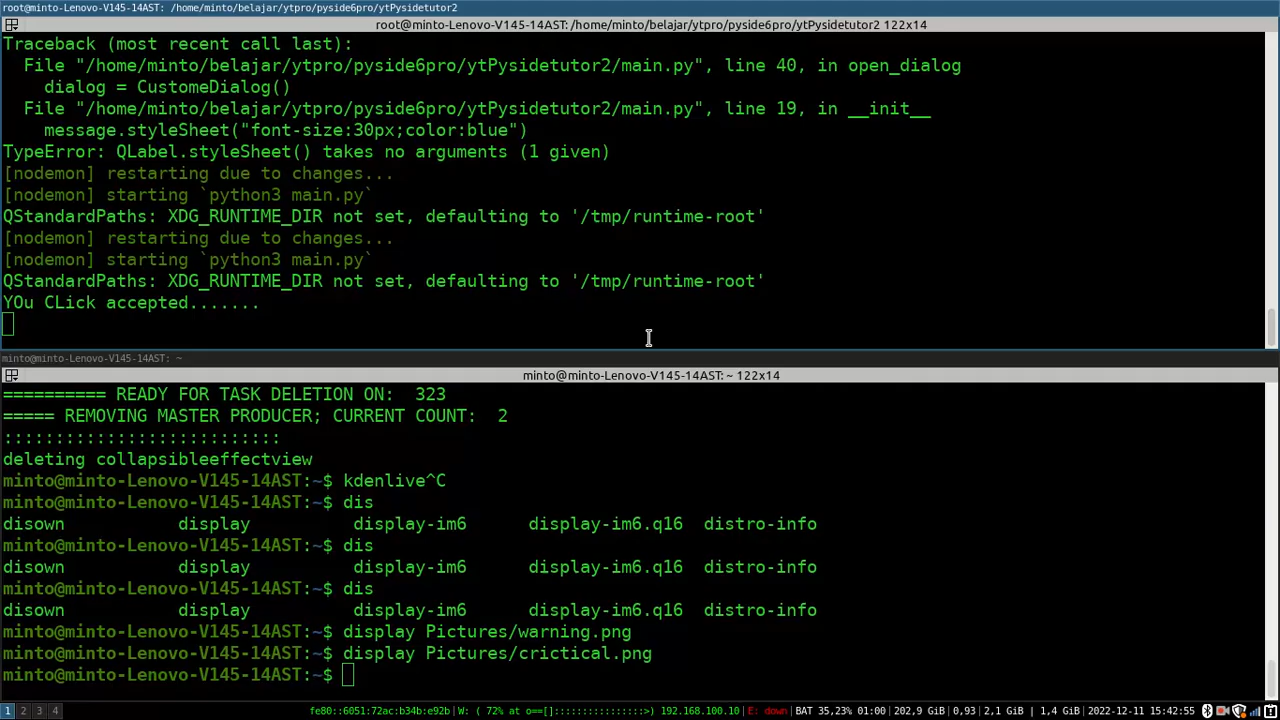 root@minto-Lenovo-V145-14AST: /home/minto/belajar/ytpro/pyside6pro/ytPysidetutor2
root@minto-Lenovo-V145-14AST:/home/minto/belajar/ytpro/pyside6pro/ytPysidetutor2 122x14
Traceback (most recent call last):
  File "/home/minto/belajar/ytpro/pyside6pro/ytPysidetutor2/main.py", line 40, in open_dialog
    dialog = CustomeDialog()
  File "/home/minto/belajar/ytpro/pyside6pro/ytPysidetutor2/main.py", line 19, in __init__
    message.styleSheet("font-size:30px;color:blue")
TypeError: QLabel.styleSheet() takes no arguments (1 given)
[nodemon] restarting due to changes...
[nodemon] starting `python3 main.py`
QStandardPaths: XDG_RUNTIME_DIR not set, defaulting to '/tmp/runtime-root'
[nodemon] restarting due to changes...
[nodemon] starting `python3 main.py`
QStandardPaths: XDG_RUNTIME_DIR not set, defaulting to '/tmp/runtime-root'
YOu CLick accepted.......
minto@minto-Lenovo-V145-14AST: ~
minto@minto-Lenovo-V145-14AST:~ 122x14
========== READY FOR TASK DELETION ON:  323
===== REMOVING MASTER PRODUCER; CURRENT COUNT:  2
:::::::::::::::::::::::::::
deleting collapsibleeffectview
minto@minto-Lenovo-V145-14AST:~$ kdenlive^C
minto@minto-Lenovo-V145-14AST:~$ dis
disown           display          display-im6      display-im6.q16  distro-info
minto@minto-Lenovo-V145-14AST:~$ dis
disown           display          display-im6      display-im6.q16  distro-info
minto@minto-Lenovo-V145-14AST:~$ dis
disown           display          display-im6      display-im6.q16  distro-info
minto@minto-Lenovo-V145-14AST:~$ display Pictures/warning.png
minto@minto-Lenovo-V145-14AST:~$ display Pictures/crictical.png
minto@minto-Lenovo-V145-14AST:~$
1 2 3 4 fe80::6051:72ac:b34b:e92b|W: ( 72% at o==[]::::::::::::::::>) 192.168.100.10|E: down|BAT 35,23% 01:00|202,9 GiB|0,93|2,1 GiB | 1,4 GiB|2022-12-11 15:42:55